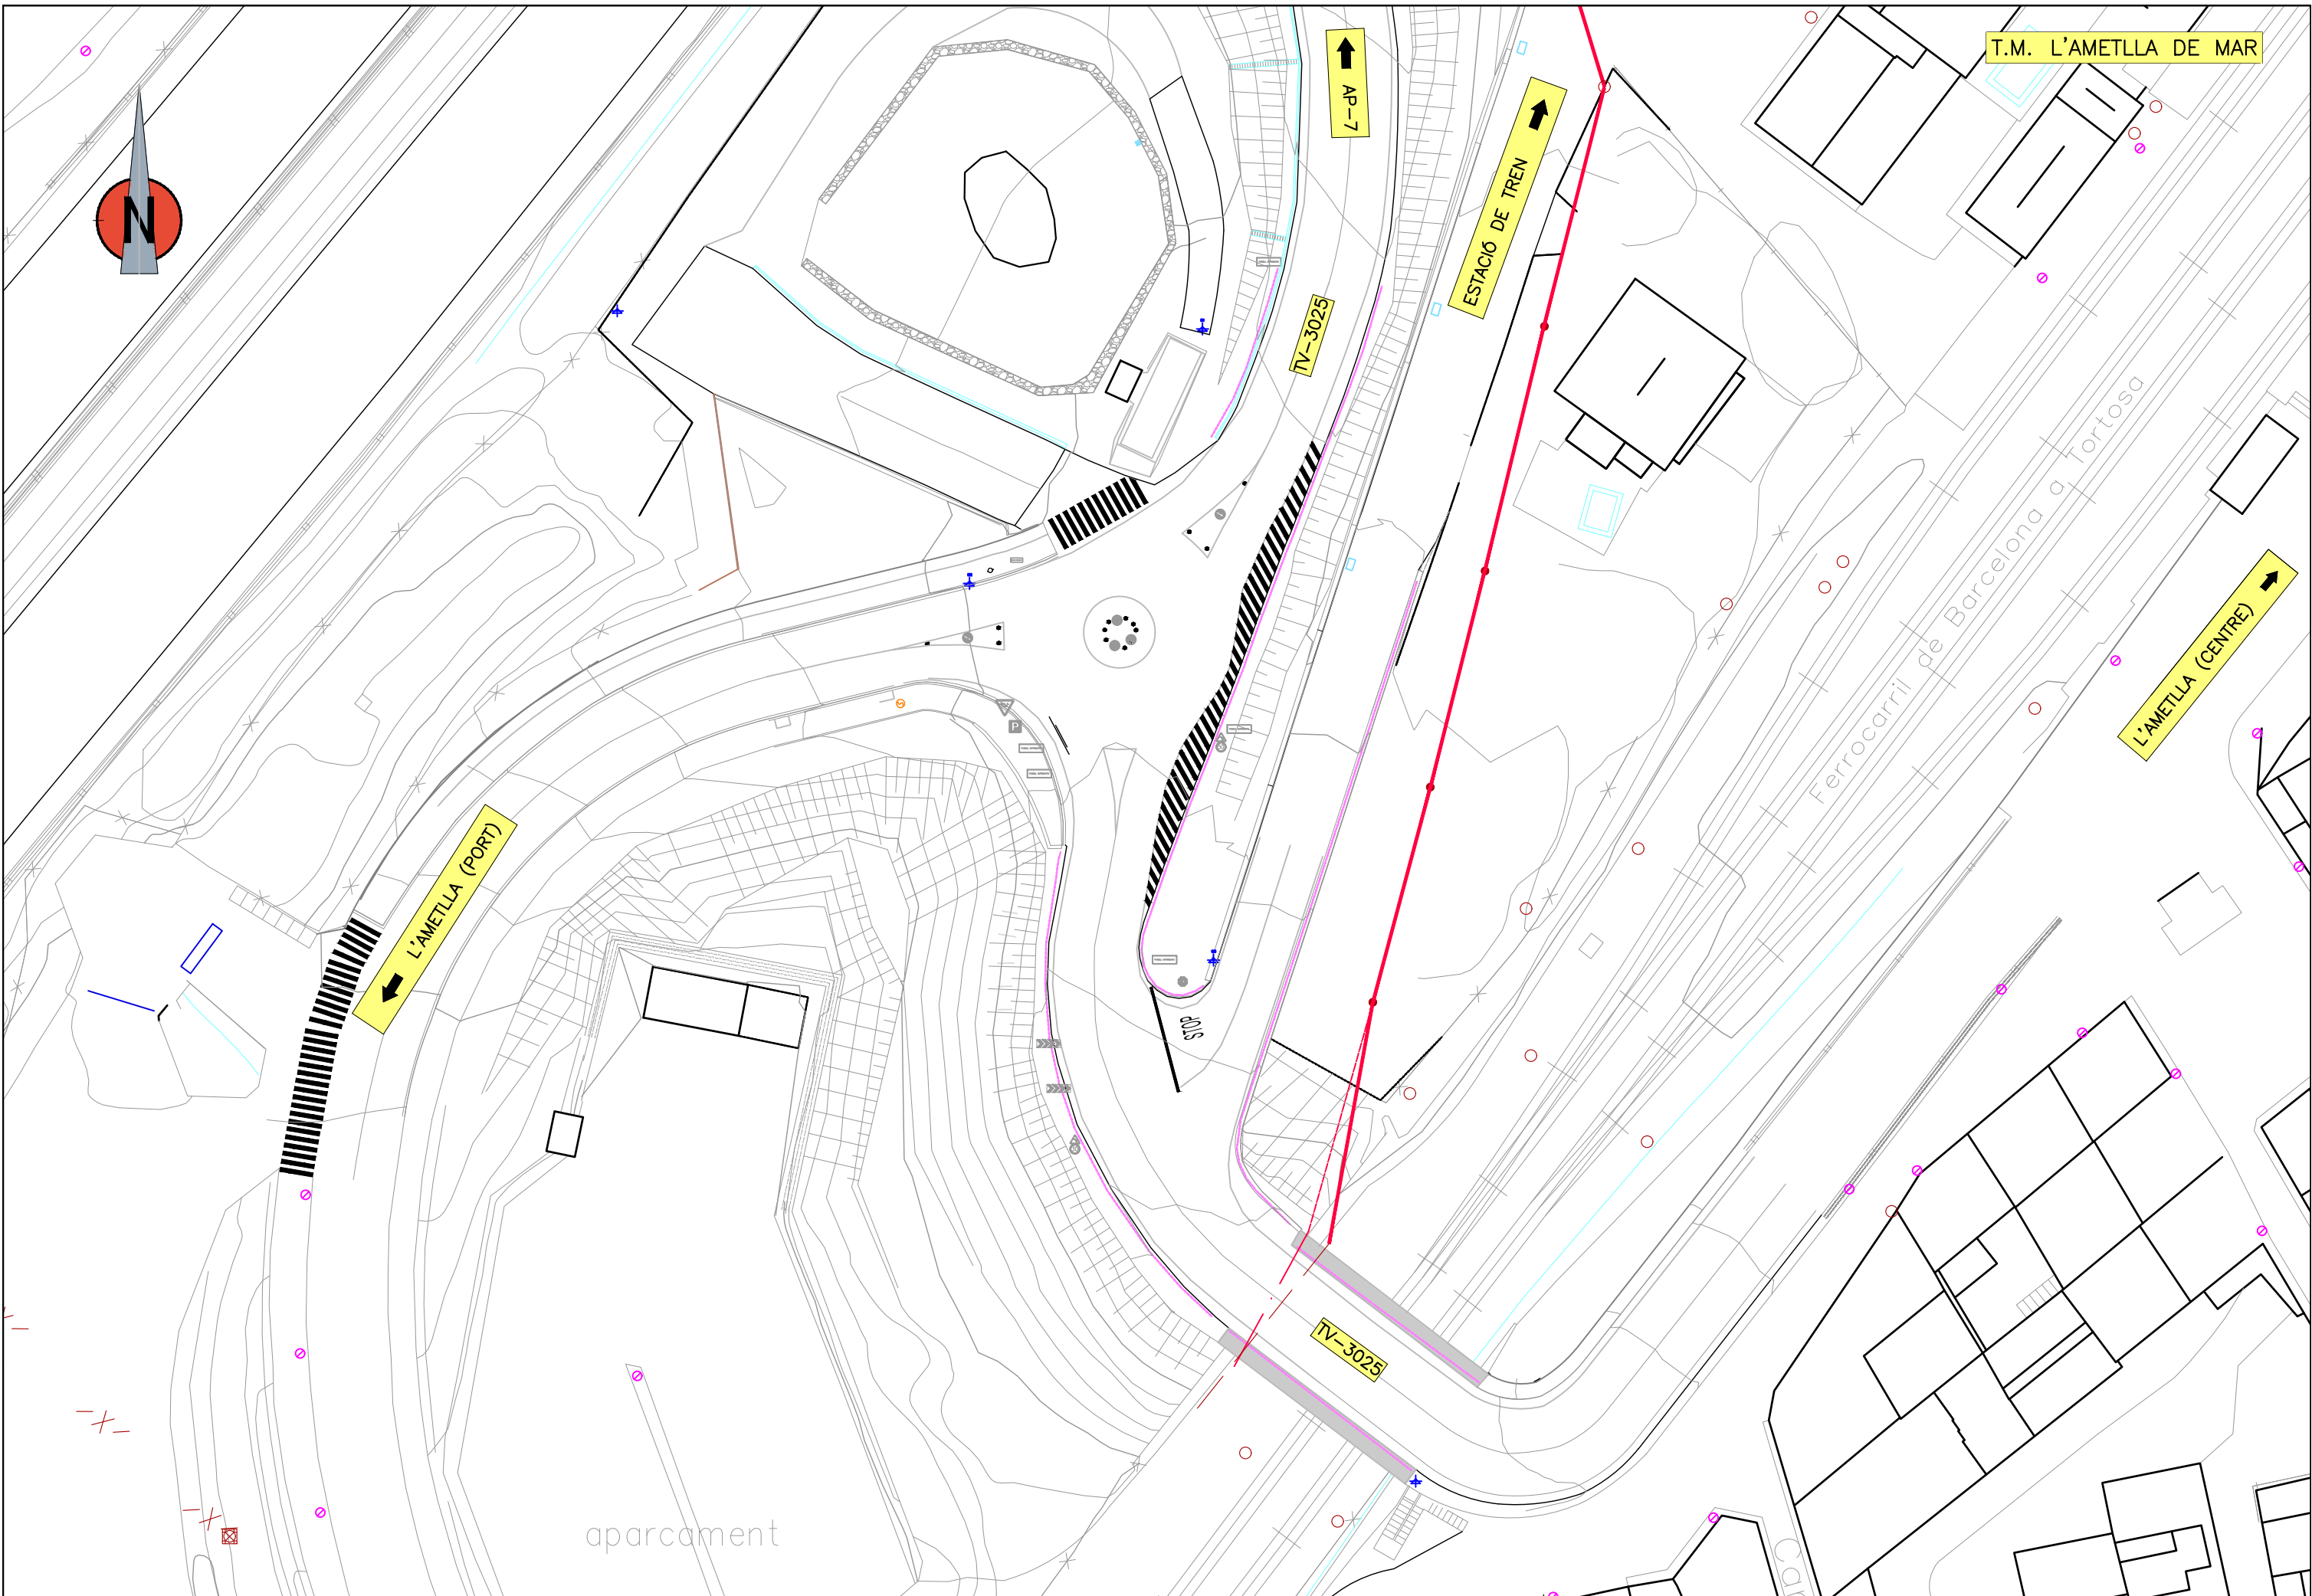 T.M. L'AMETLLA DE MAR
AP-7
ESTACIÓ DE TREN
N
TV-3025
Ferrocarril de Barcelona a Tortosa
L'AMETLLA (CENTRE)
P
L'AMETLLA (PORT)
STOP
TV-3025
aparcament